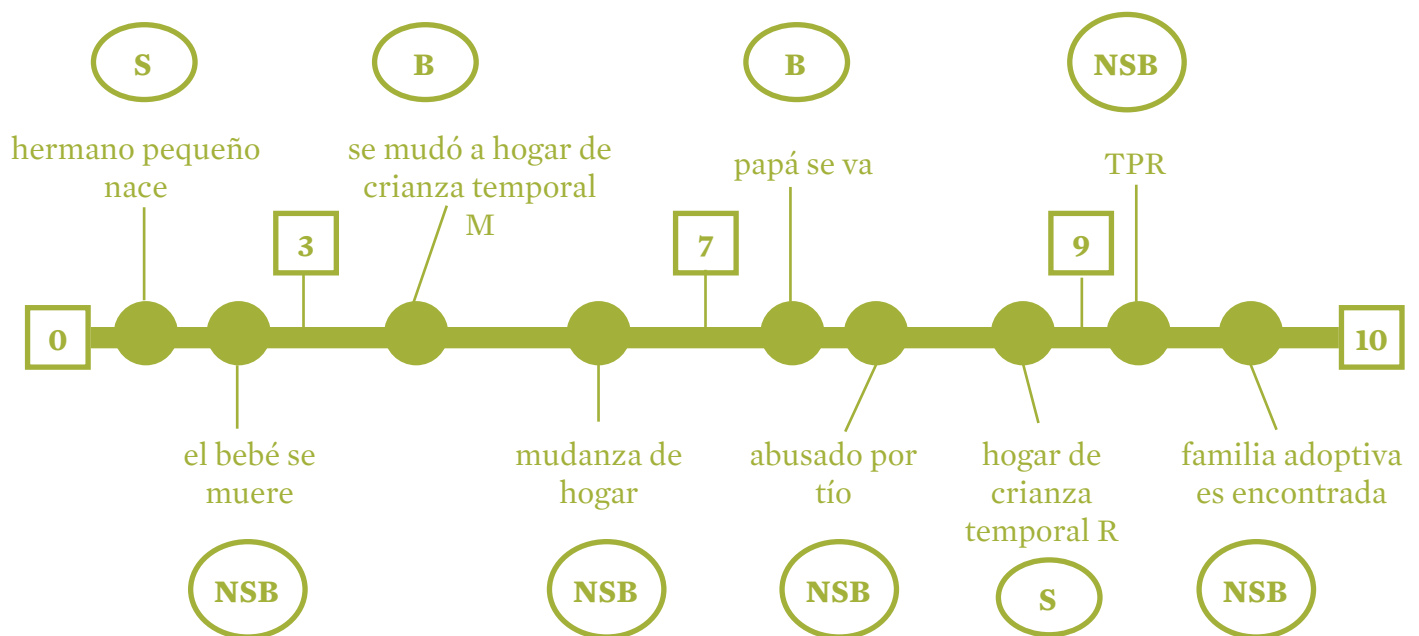 S
B
B
NSB
hermano pequeño
nace
se mudó a hogar de
crianza temporal
M
papá se va
TPR
3
7
9
0
10
el bebé se
muere
mudanza de
hogar
abusado por
tío
hogar de
crianza
temporal R
familia adoptiva
es encontrada
NSB
NSB
NSB
S
NSB